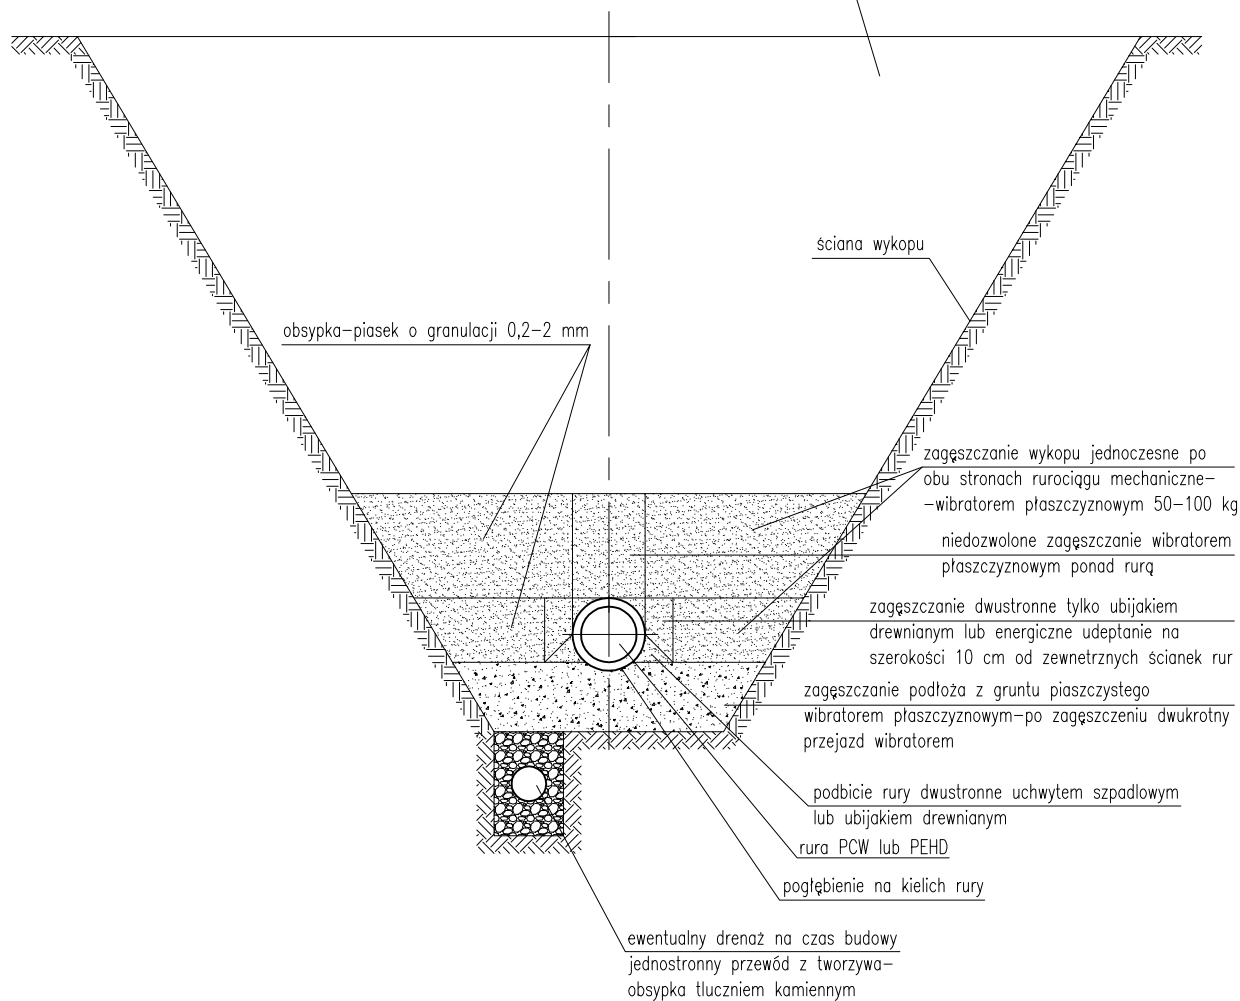 ściana wykopu
obsypka-piasek o granulacji 0,2-2 mm
zagęszczanie wykopu jednoczesne po
obu stronach rurociągu mechaniczne-
-wibratorem płaszczyznowym 50-100 kg
niedozwolone zagęszczanie wibratorem
płaszczyznowym ponad rurą
zagęszczanie dwustronne tylko ubijakiem
drewnianym lub energiczne udeptanie na
szerokości 10 cm od zewnetrznych ścianek rur
zagęszczanie podłoża z gruntu piaszczystego
wibratorem płaszczyznowym-po zagęszczeniu dwukrotny
przejazd wibratorem
podbicie rury dwustronne uchwytem szpadlowym
lub ubijakiem drewnianym
rura PCW lub PEHD
pogłębienie na kielich rury
ewentualny drenaż na czas budowy
jednostronny przewód z tworzywa-
obsypka tluczniem kamiennym